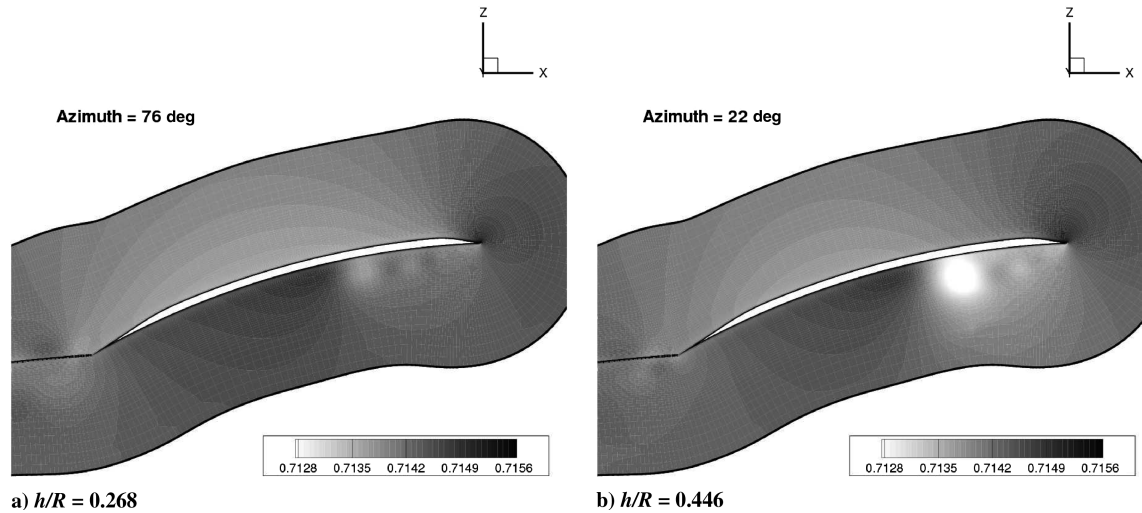 Z
Y
X
Azimuth = 76 deg
0.7128 0.7135 0.7142 0.7149 0.7156
a) h/R = 0.268
Z
Y
X
Azimuth = 22 deg
0.7128 0.7135 0.7142 0.7149 0.7156
b) h/R = 0.446